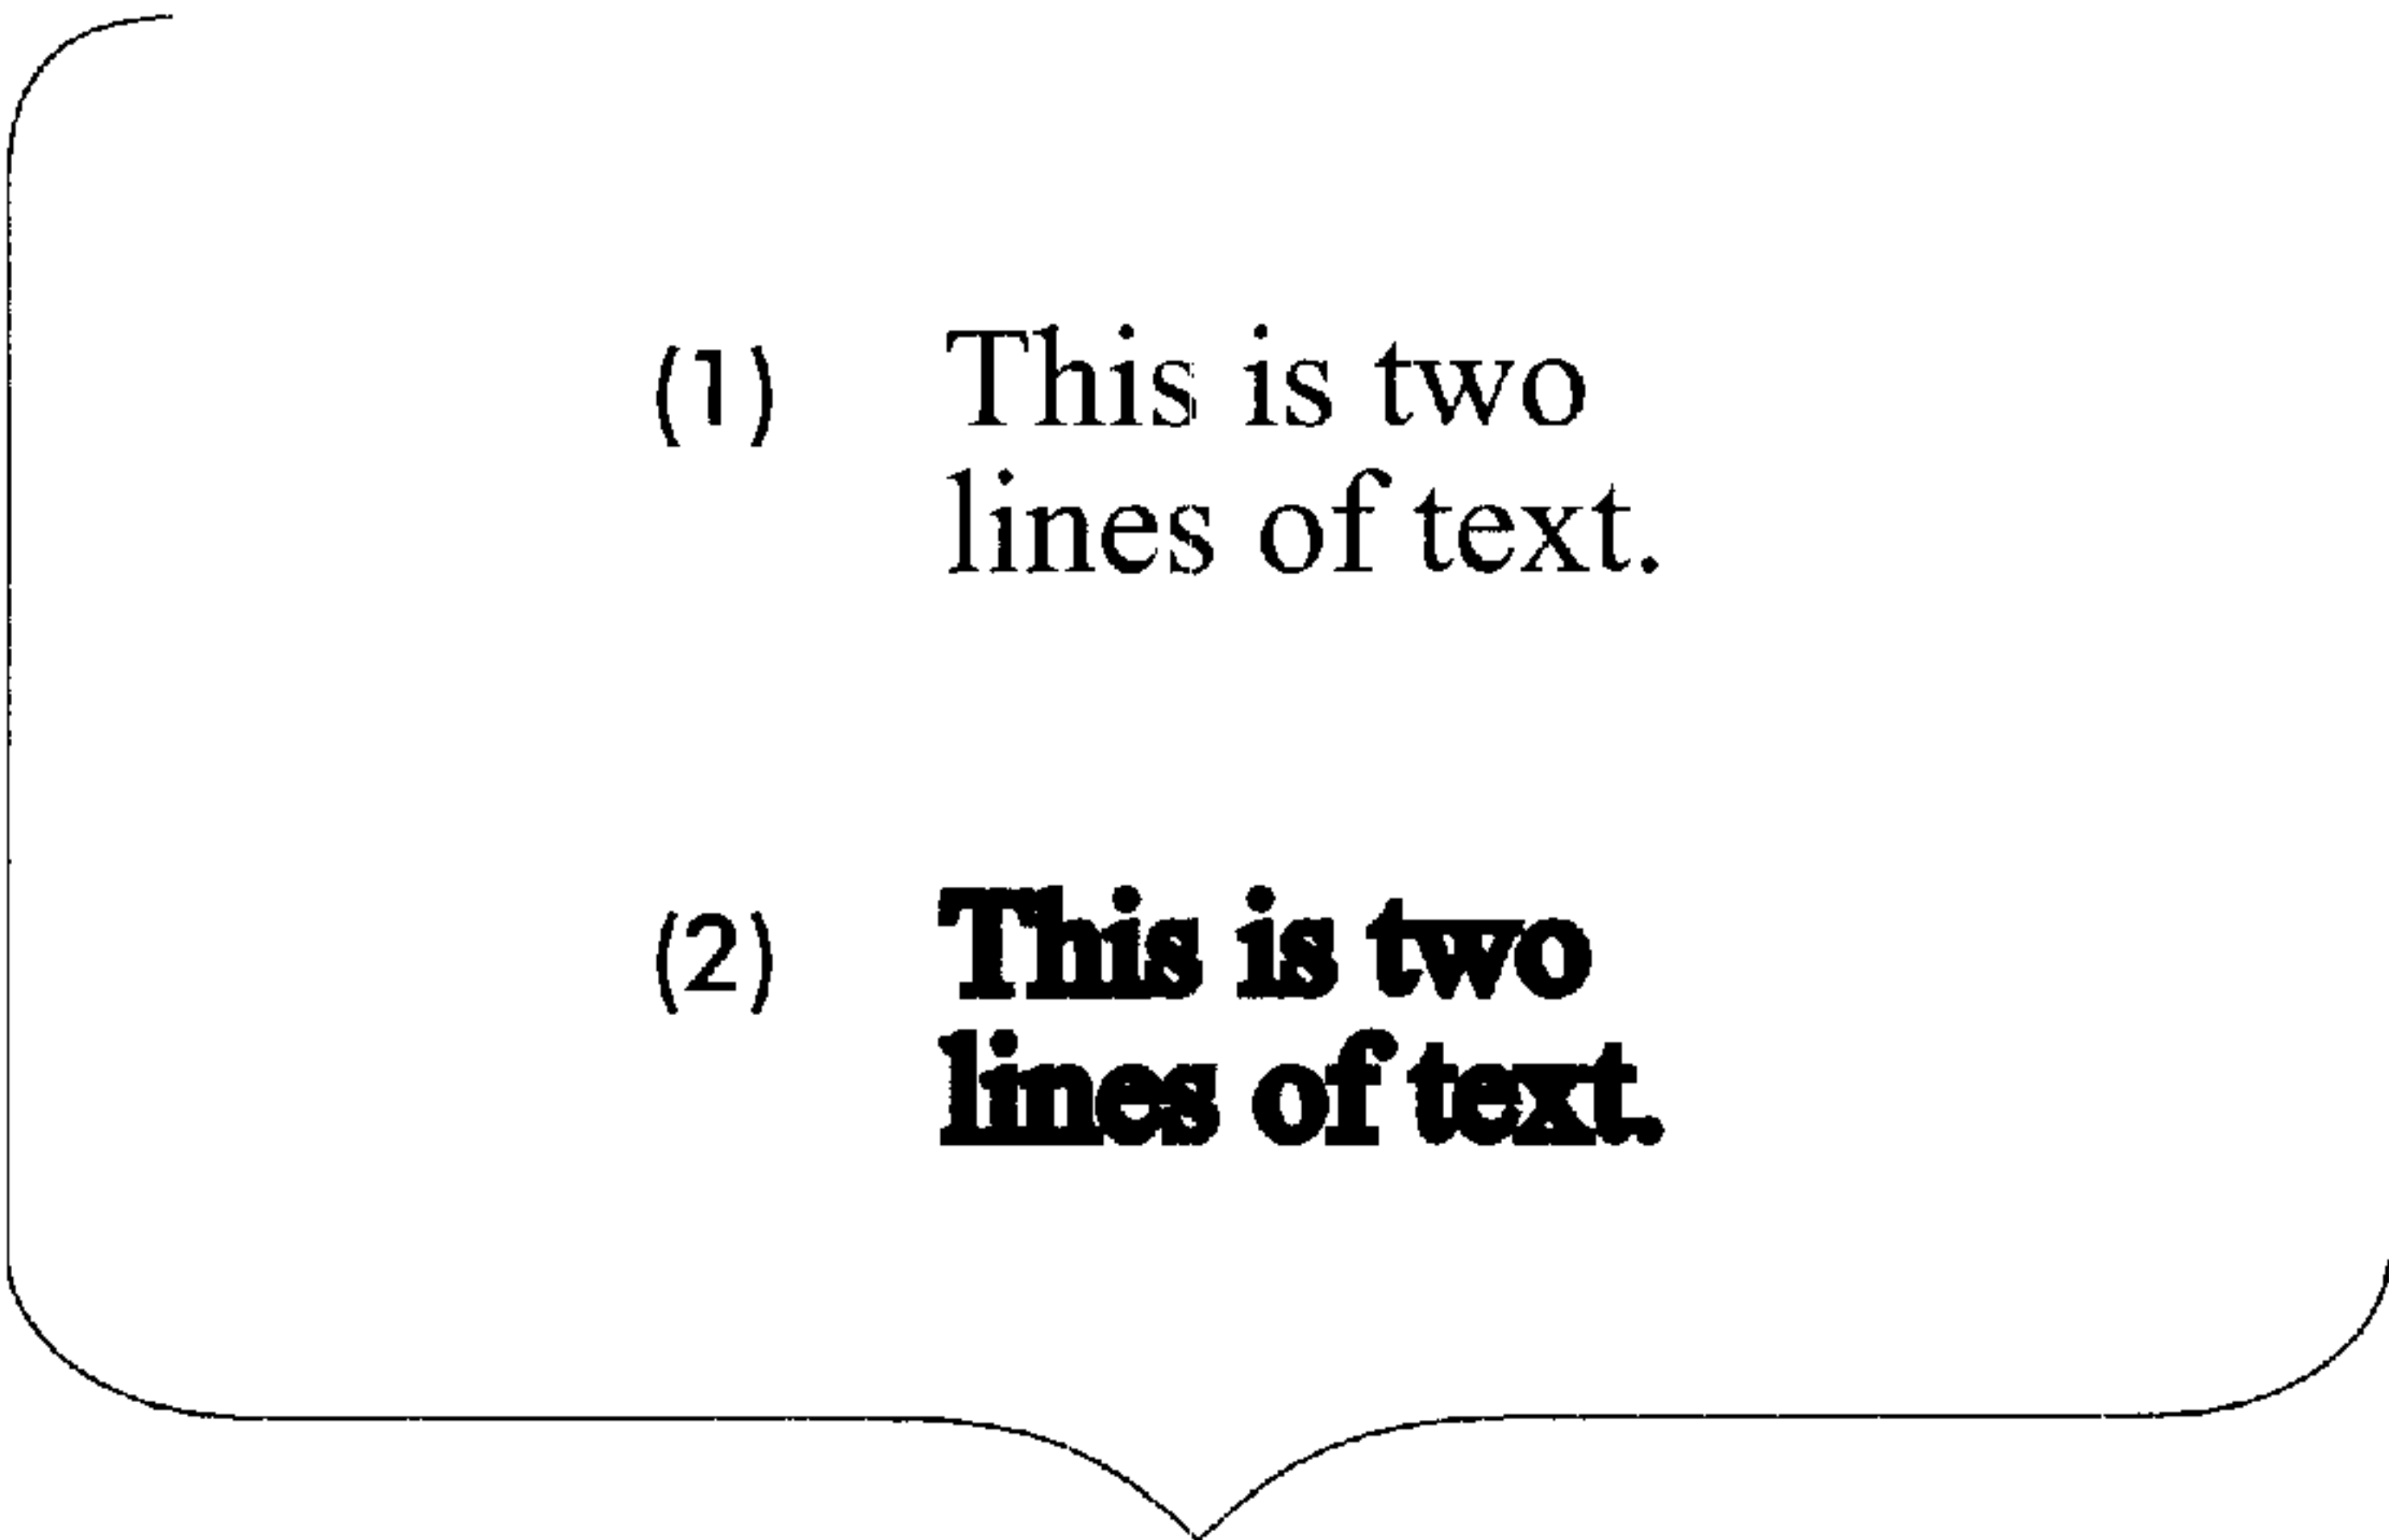 (1) This is two
lines of text.
(2) This is two
lines of text.